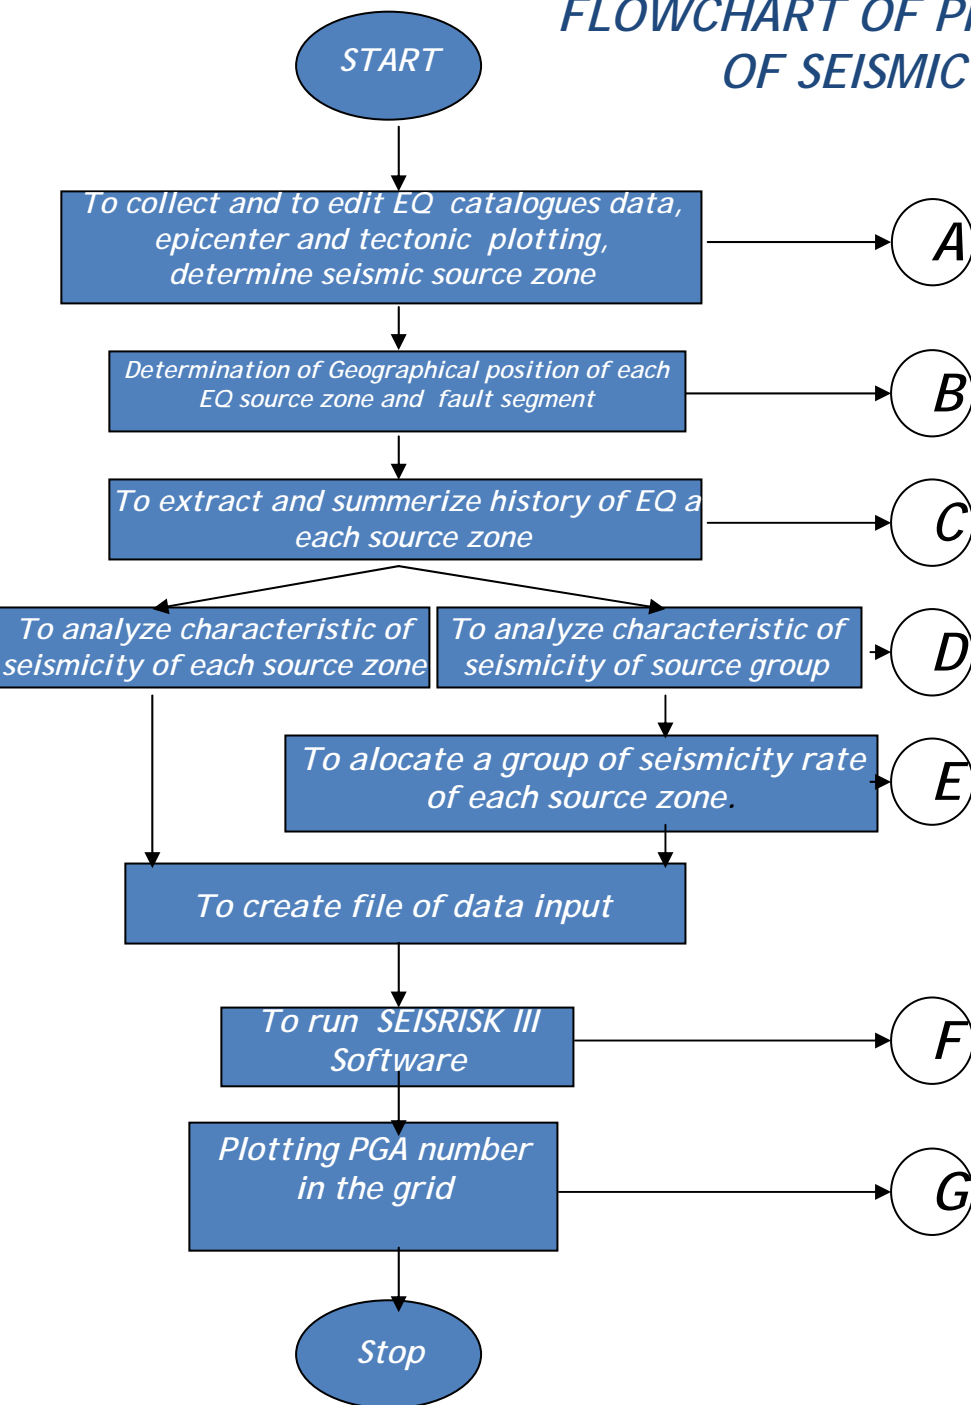 FLOWCHART OF
OF SEISMIC
START
To collect and to edit EQ catalogues data,
epicenter and tectonic plotting,
determine seismic source zone
A
Determination of Geographical position of each
EQ source zone and fault segment
B
To extract and summerize history of EQ a
each source zone
C
To analyze characteristic of
seismicity of each source zone
To analyze characteristic of
seismicity of source group
D
To alocate a group of seismicity rate
of each source zone.
E
To create file of data input
To run SEISRISK III
Software
F
Plotting PGA number
in the grid
G
Stop